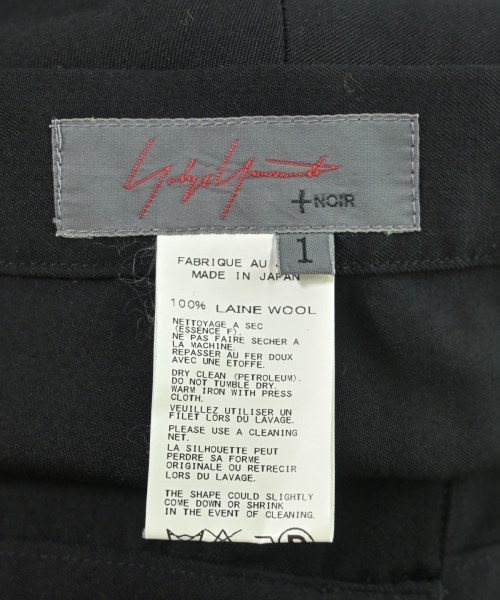 Yohji Yamamoto
+NOIR
1
FABRIQUE AU
MADE IN JAPAN
100% LAINE WOOL
NETTOYAGE A SEC
(ESSENCE F).
NE PAS FAIRE SECHER A
LA MACHINE.
REPASSER AU FER DOUX
AVEC UNE ETOFFE.
DRY CLEAN (PETROLEUM).
DO NOT TUMBLE DRY.
WARM IRON WITH PRESS
CLOTH.
VEUILLEZ UTILISER UN
FILET LORS DU LAVAGE.
PLEASE USE A CLEANING
NET.
LA SILHOUETTE PEUT
PERDRE SA FORME
ORIGINALE OU RETRECIR
LORS DU LAVAGE.
THE SHAPE COULD SLIGHTLY
COME DOWN OR SHRINK
IN THE EVENT OF CLEANING.